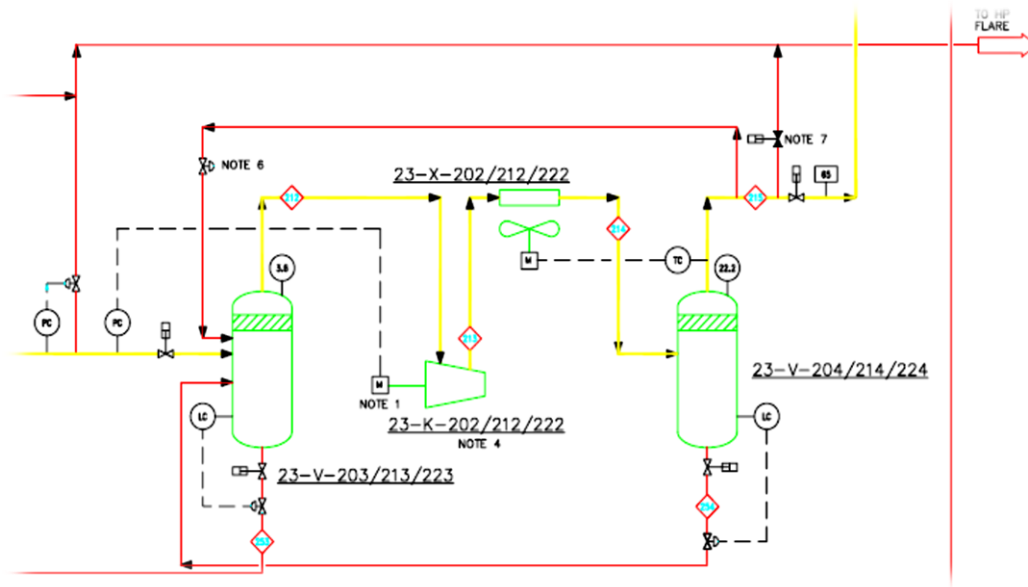 TO HP
FLARE
NOTE 7
NOTE 6
65
23-X-202/212/222
212
215
214
M
TC
3.8
22.2
PC
PC
213
23-V-204/214/224
M
NOTE 1
LC
23-K-202/212/222
NOTE 4
LC
23-V-203/213/223
254
253